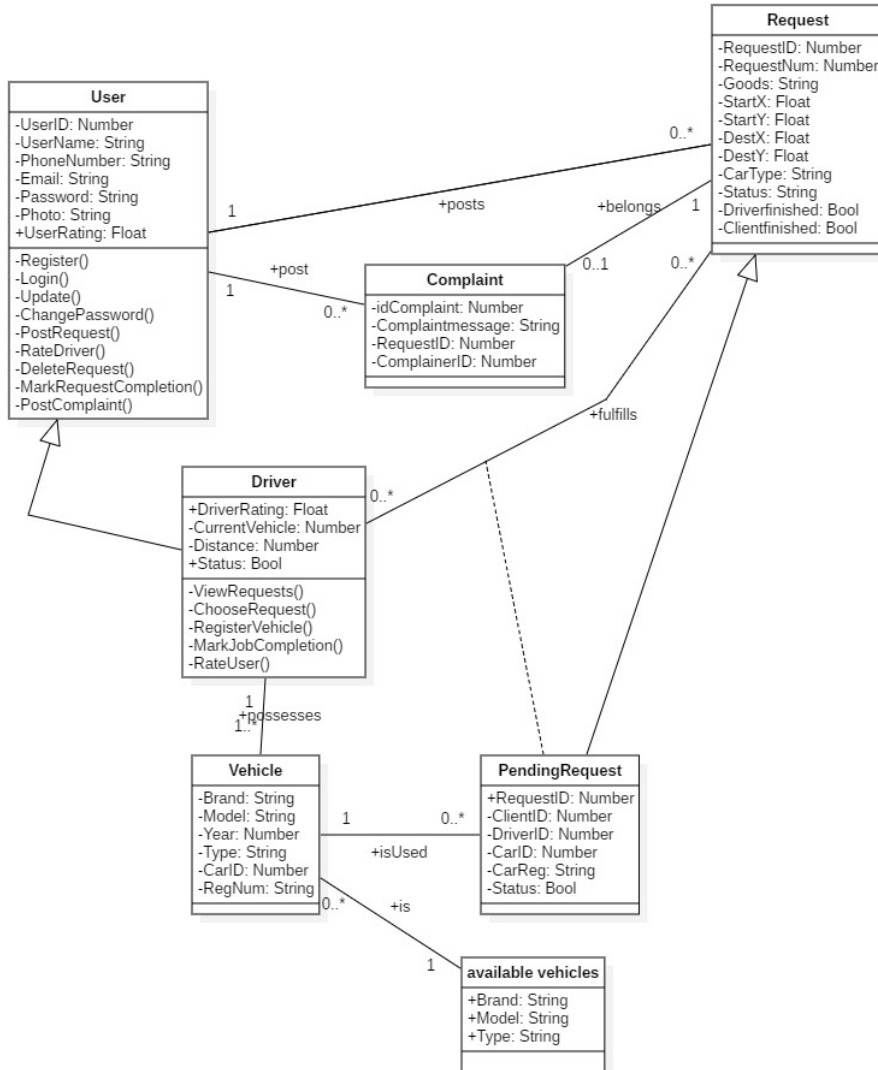 Request
-RequestID: Number
-RequestNum: Number
-Goods: String
-StartX: Float
-StartY: Float
-DestX: Float
-DestY: Float
-CarType: String
-Status: String
-Driverfinished: Bool
-Clientfinished: Bool
User
-UserID: Number
-UserName: String
-PhoneNumber: String
-Email: String
-Password: String
-Photo: String
+UserRating: Float
-Register()
-Login()
-Update()
-ChangePassword()
-PostRequest()
-RateDriver()
-DeleteRequest()
-MarkRequestCompletion()
-PostComplaint()
0..*
1
+posts
+belongs
1
0..1
0..*
+post
1
0..*
Complaint
-idComplaint: Number
-Complaintmessage: String
-RequestID: Number
-ComplainerID: Number
+fulfills
0..*
Driver
+DriverRating: Float
-CurrentVehicle: Number
-Distance: Number
+Status: Bool
-ViewRequests()
-ChooseRequest()
-RegisterVehicle()
-MarkJobCompletion()
-RateUser()
1
+possesses
1..*
Vehicle
-Brand: String
-Model: String
-Year: Number
-Type: String
-CarID: Number
-RegNum: String
1
0..*
+isUsed
PendingRequest
+RequestID: Number
-ClientID: Number
-DriverID: Number
-CarID: Number
-CarReg: String
-Status: Bool
0..*
+is
1
available vehicles
+Brand: String
+Model: String
+Type: String